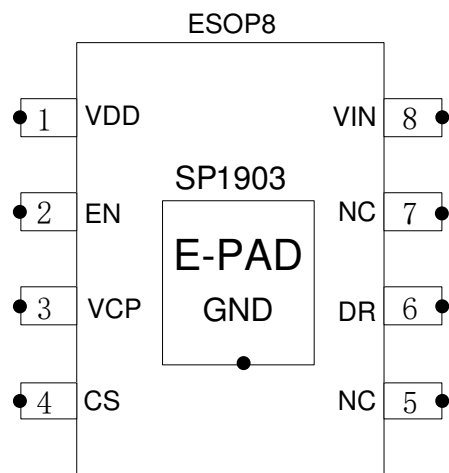 ESOP8
1 VDD VIN 8
SP1903
2 EN NC 7
E-PAD
3 VCP GND DR 6
4 CS NC 5